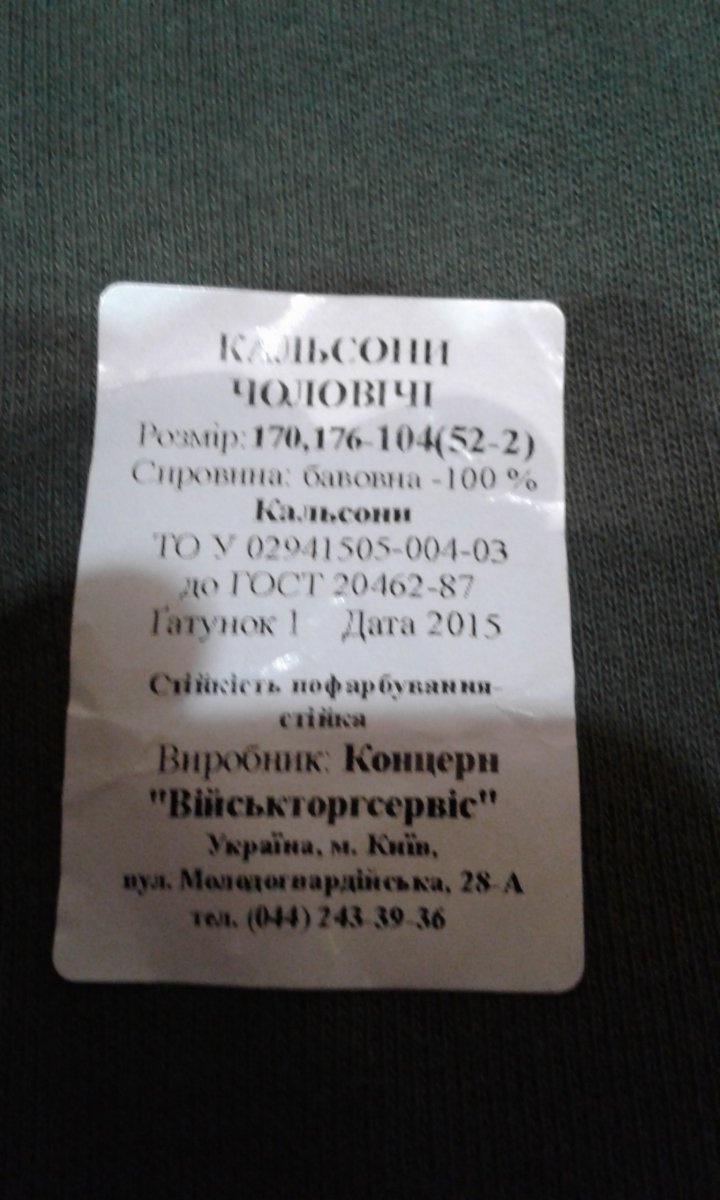 КАЛЬСОНИ
ЧОЛОВІЧІ
Розмір: 170,176-104(52-2)
Сировина: бавовна -100 %
Кальсони
ТО У 02941505-004-03
до ГОСТ 20462-87
Ґатунок 1 Дата 2015
Стійкість пофарбування-
стійка
Виробник: Концерн
"Військторгсервіс"
Україна, м. Київ,
вул. Молодогвардійська, 28-А
тел. (044) 243-39-36